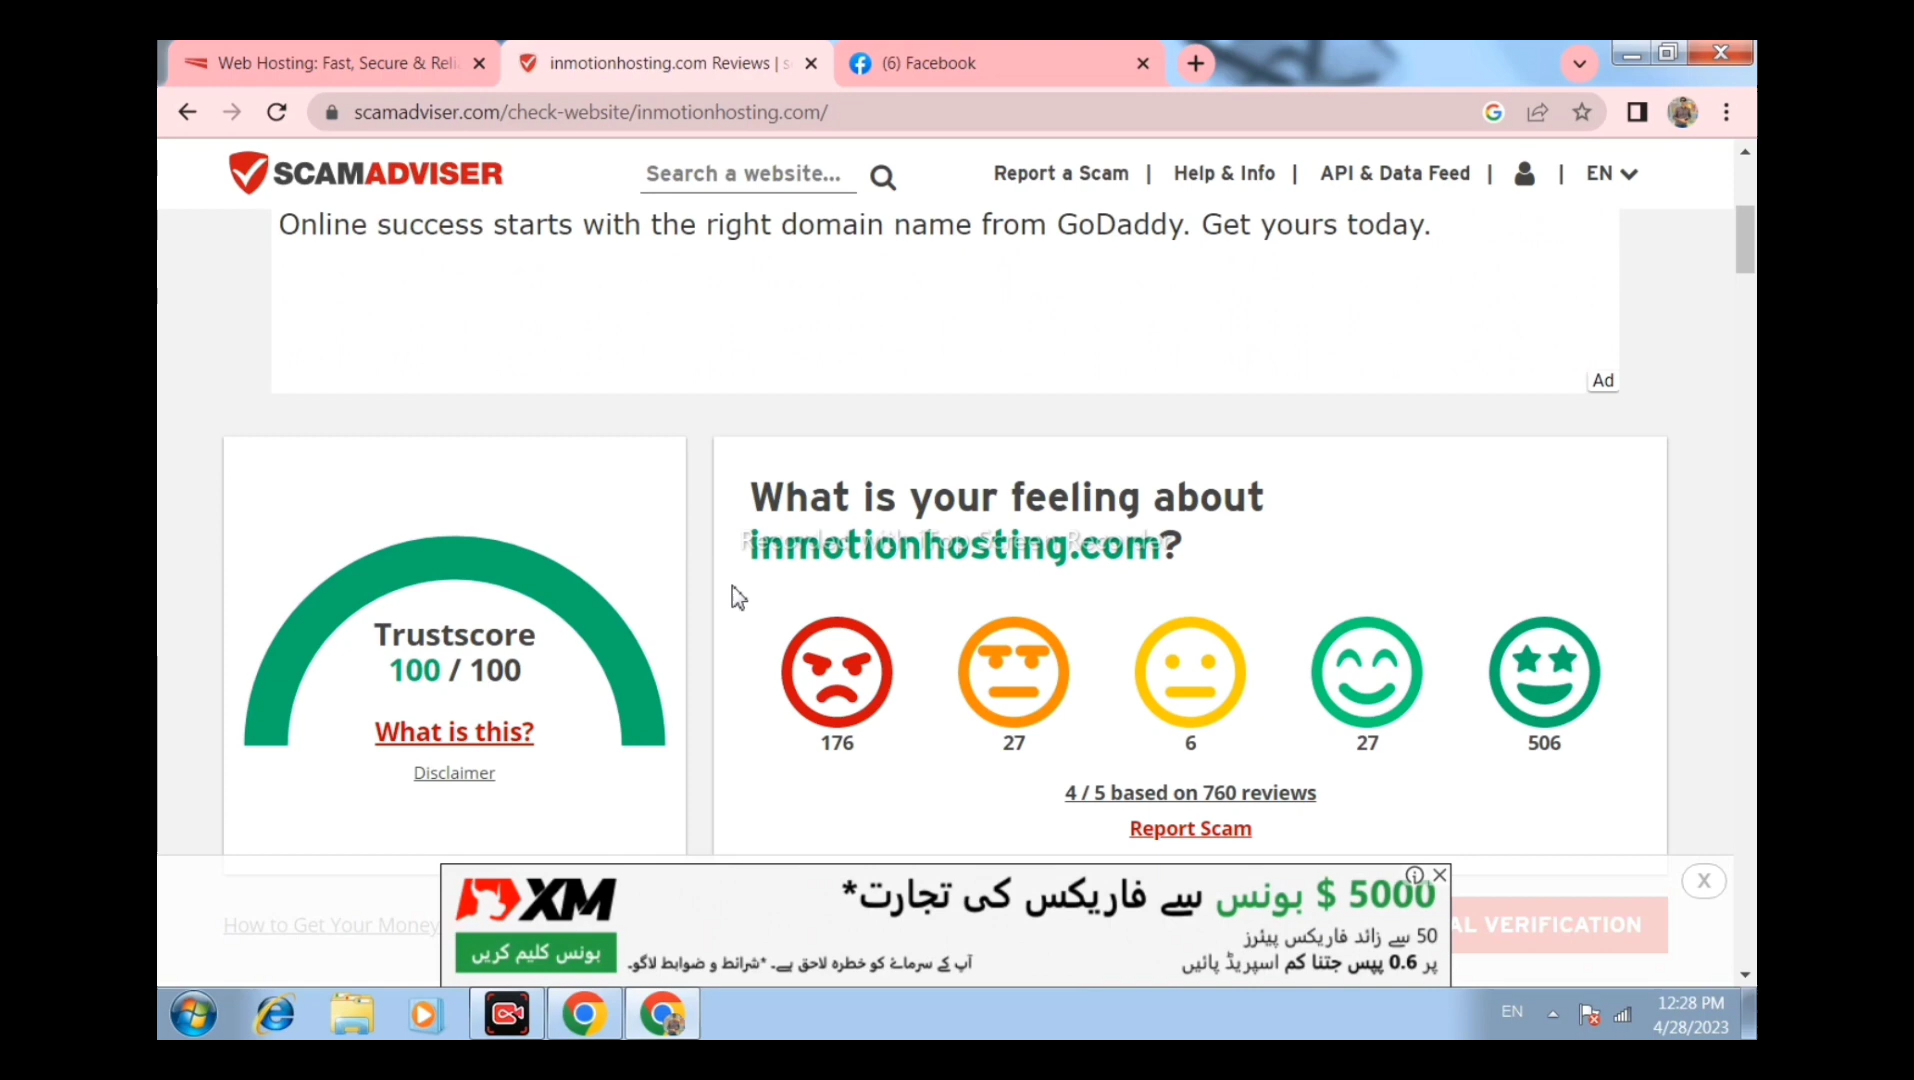 Web Hosting: Fast, Secure & Reli
inmotionhosting.com Reviews | s
(6) Facebook
scamadviser.com/check-website/inmotionhosting.com/
SCAMADVISER
Search a website...
Report a Scam | Help & Info | API & Data Feed | | EN
Online success starts with the right domain name from GoDaddy. Get yours today.
Ad
Trustscore
100 / 100
What is this?
Disclaimer
What is your feeling about
inmotionhosting.com?
Recorded with iTop Screen Recorder
176
27
6
27
506
4 / 5 based on 760 reviews
Report Scam
How to Get Your Money
AL VERIFICATION
X
XM
بونس کلیم کریں
5000 $ بونس سے فاریکس کی تجارت*
50 سے زائد فاریکس پیئرز
پر 0.6 پپس جتنا کم اسپریڈ پائیں
آپ کے سرمائے کو خطرہ لاحق ہے۔ *شرائط و ضوابط لاگو۔
EN
12:28 PM
4/28/2023